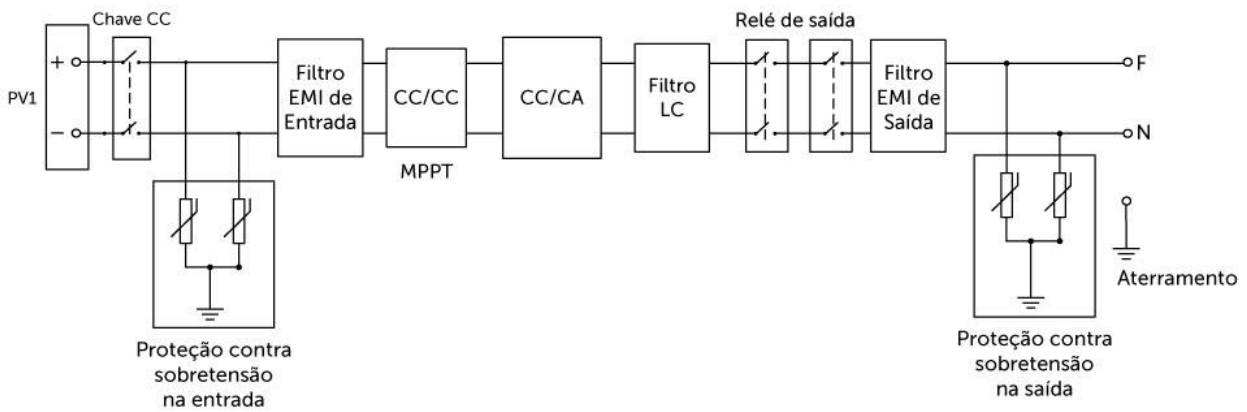 Chave CC
Relé de saída
PV1
+
−
Filtro
EMI de
Entrada
CC/CC
MPPT
CC/CA
Filtro
LC
Filtro
EMI de
Saída
F
N
Aterramento
Proteção contra
sobretensão
na entrada
Proteção contra
sobretensão
na saída